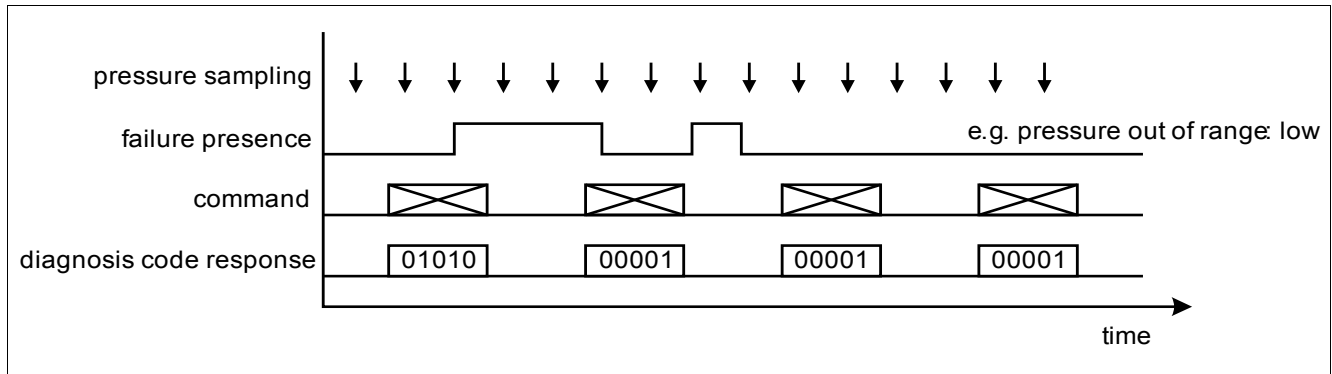 pressure sampling
failure presence
e.g. pressure out of range: low
command
diagnosis code response
01010
00001
00001
00001
time